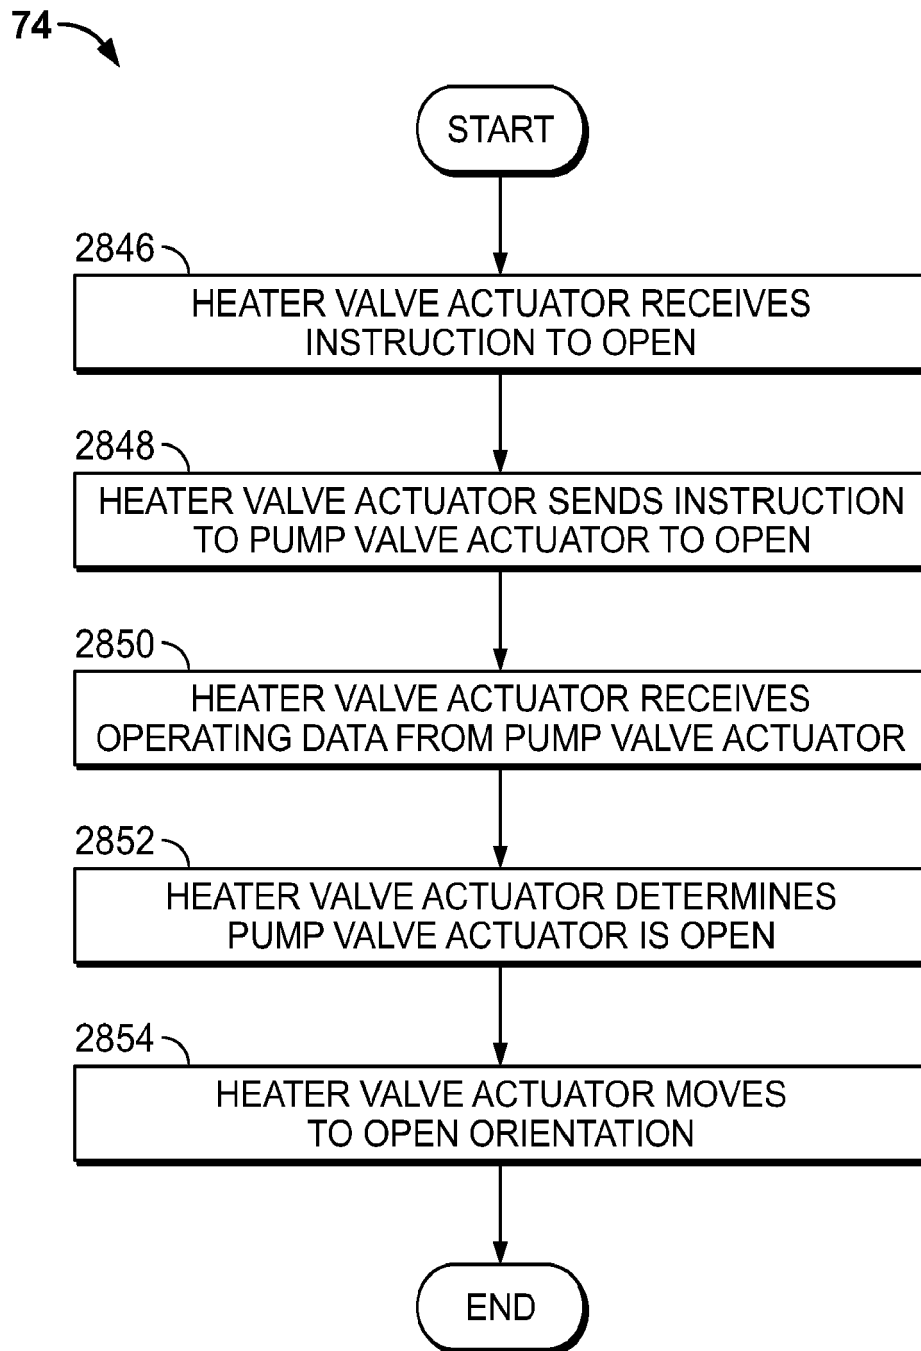 74
START
2846
HEATER VALVE ACTUATOR RECEIVES
INSTRUCTION TO OPEN
2848
HEATER VALVE ACTUATOR SENDS INSTRUCTION
TO PUMP VALVE ACTUATOR TO OPEN
2850
HEATER VALVE ACTUATOR RECEIVES
OPERATING DATA FROM PUMP VALVE ACTUATOR
2852
HEATER VALVE ACTUATOR DETERMINES
PUMP VALVE ACTUATOR IS OPEN
2854
HEATER VALVE ACTUATOR MOVES
TO OPEN ORIENTATION
END